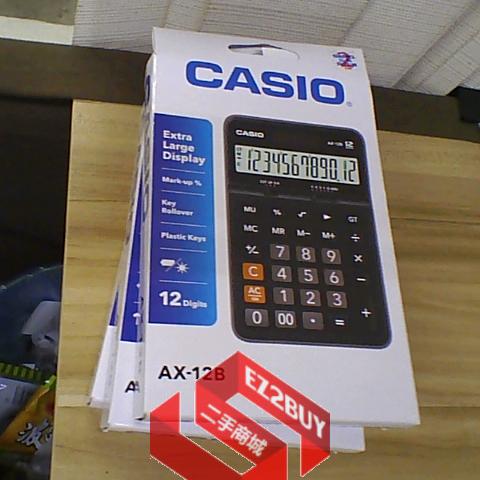 CASIO
Extra
Large
Display
Mark-up %
Key
Rollover
Plastic Keys
12 Digits
CASIO
AX-12B
123456789012
MU % √ ▶ GT
MC MR M− M+ ÷
+/− 7 8 9 ×
C 4 5 6 −
AC 1 2 3 +
0 00 · =
AX-12B
EZ2BUY
二手商城